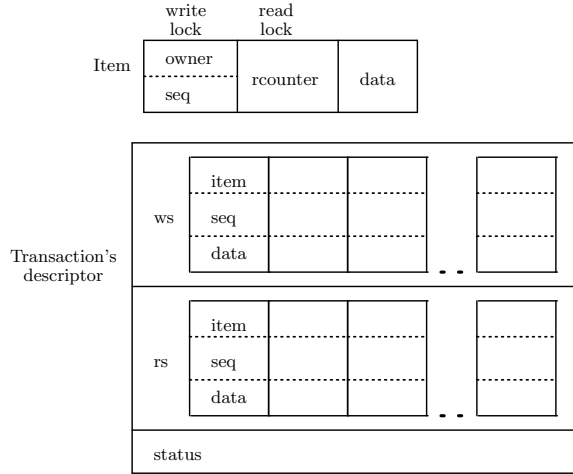 write
lock
read
lock
Item
owner
seq
rcounter
data
ws
item
seq
data
Transaction's
descriptor
rs
item
seq
data
status